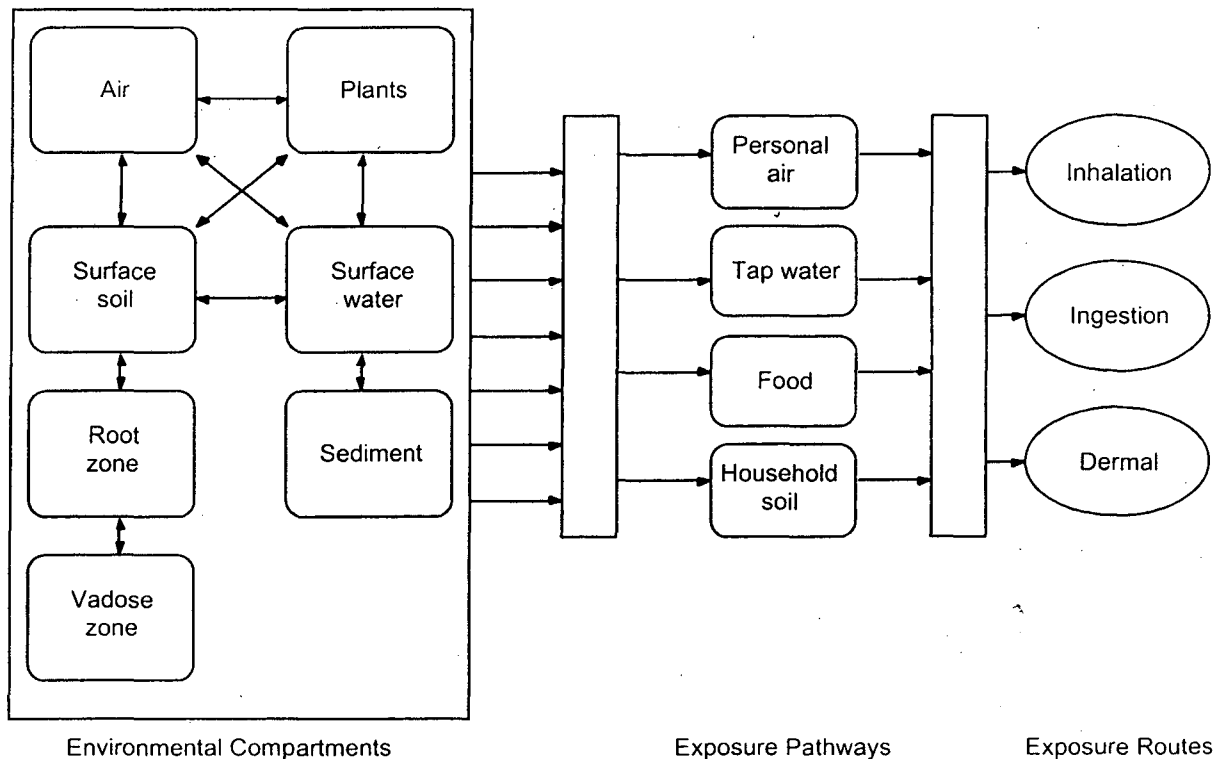 Air
Plants
Surface
soil
Surface
water
Root
zone
Sediment
Vadose
zone
Personal
air
Tap water
Food
Household
soil
Inhalation
Ingestion
Dermal
Environmental Compartments
Exposure Pathways
Exposure Routes